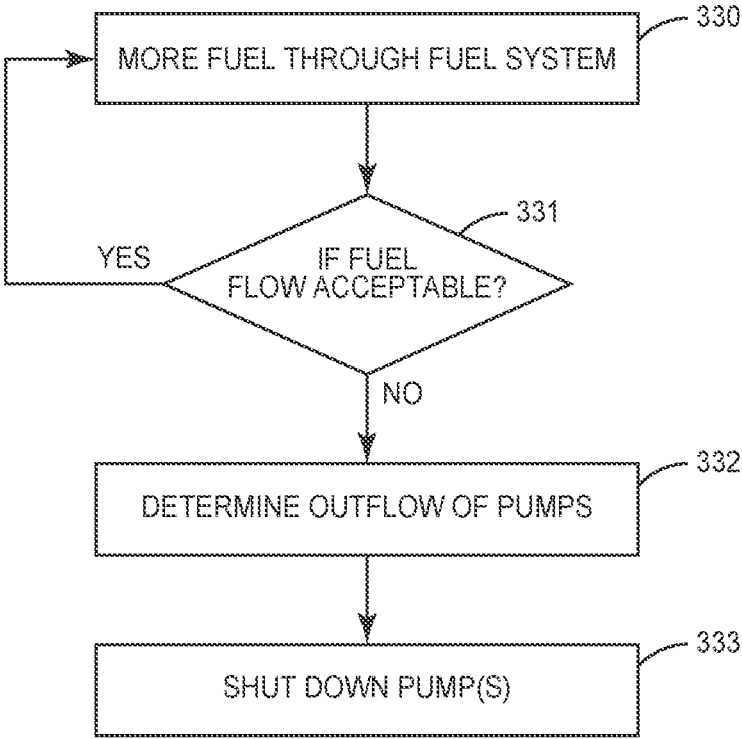 330
MORE FUEL THROUGH FUEL SYSTEM
331
IF FUEL
FLOW ACCEPTABLE?
YES
NO
332
DETERMINE OUTFLOW OF PUMPS
333
SHUT DOWN PUMP(S)